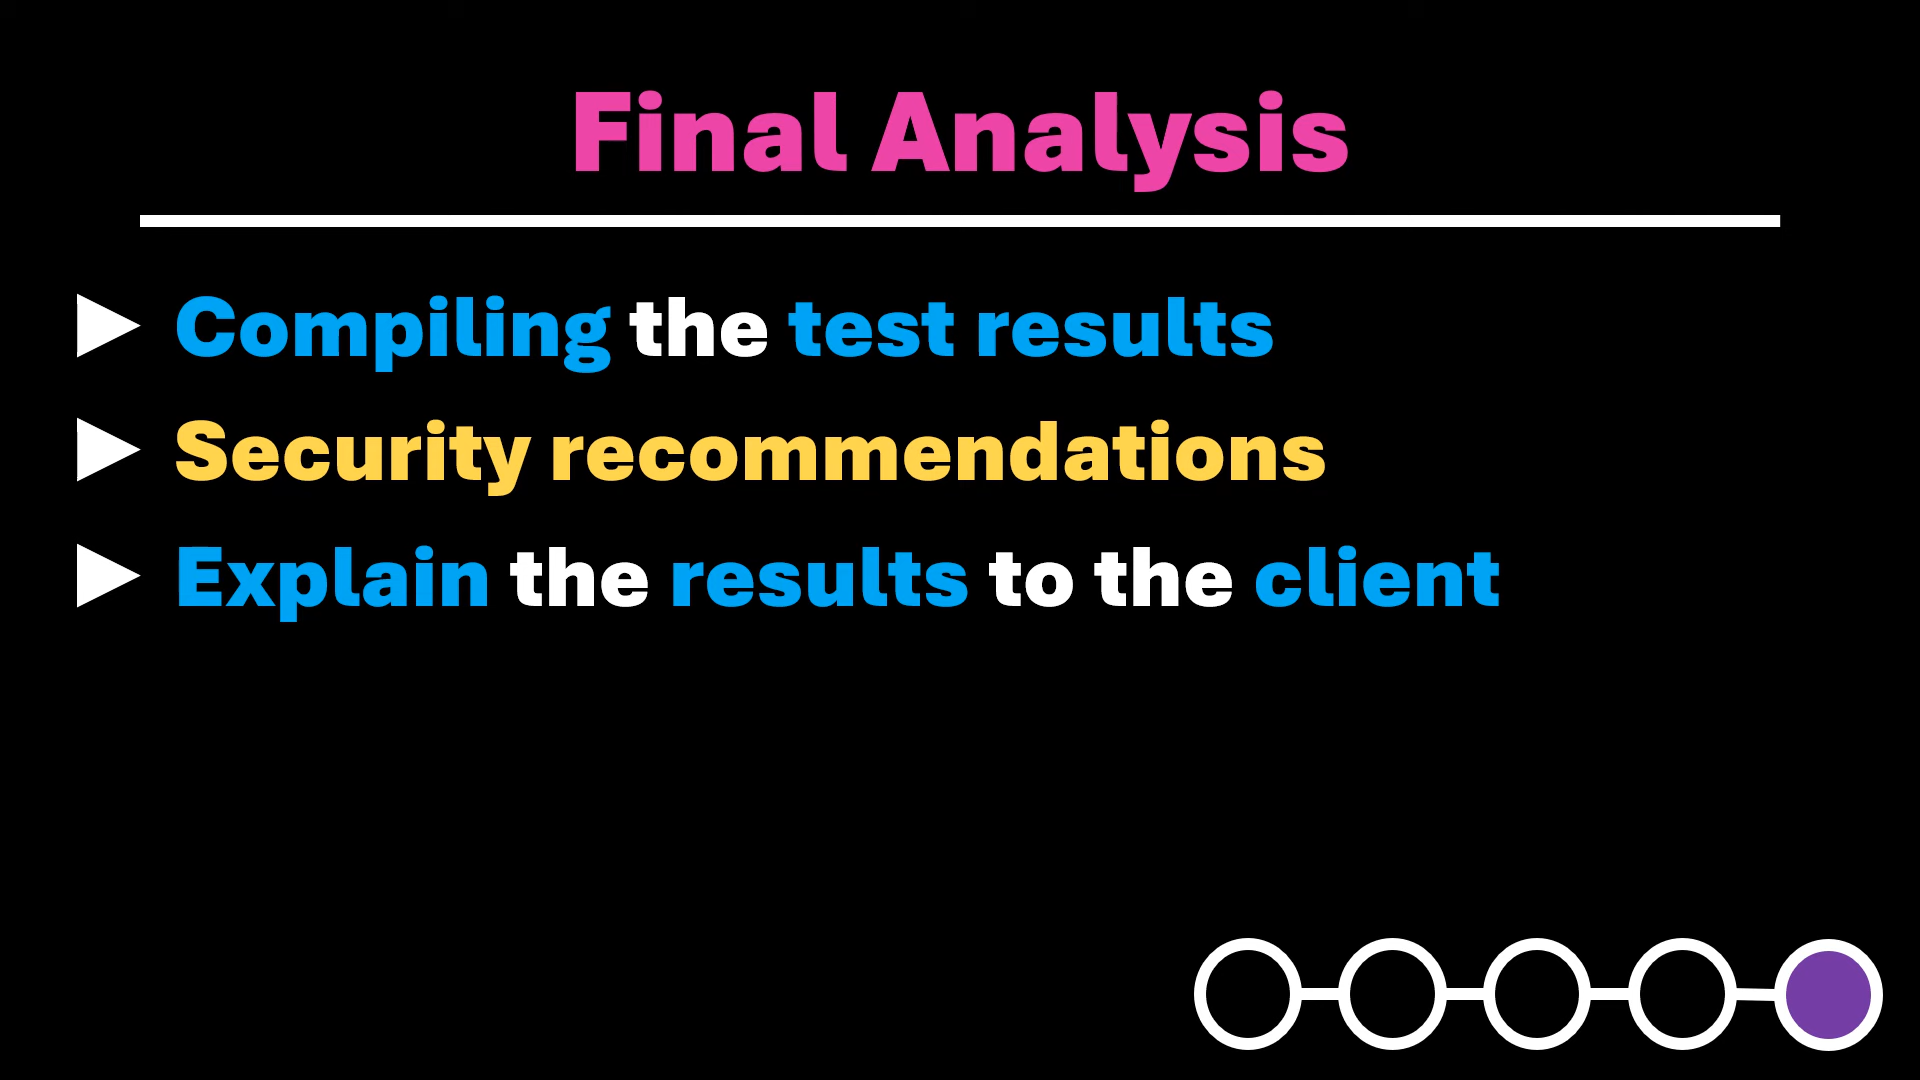 Final Analysis
Compiling the test results
Security recommendations
Explain the results to the client